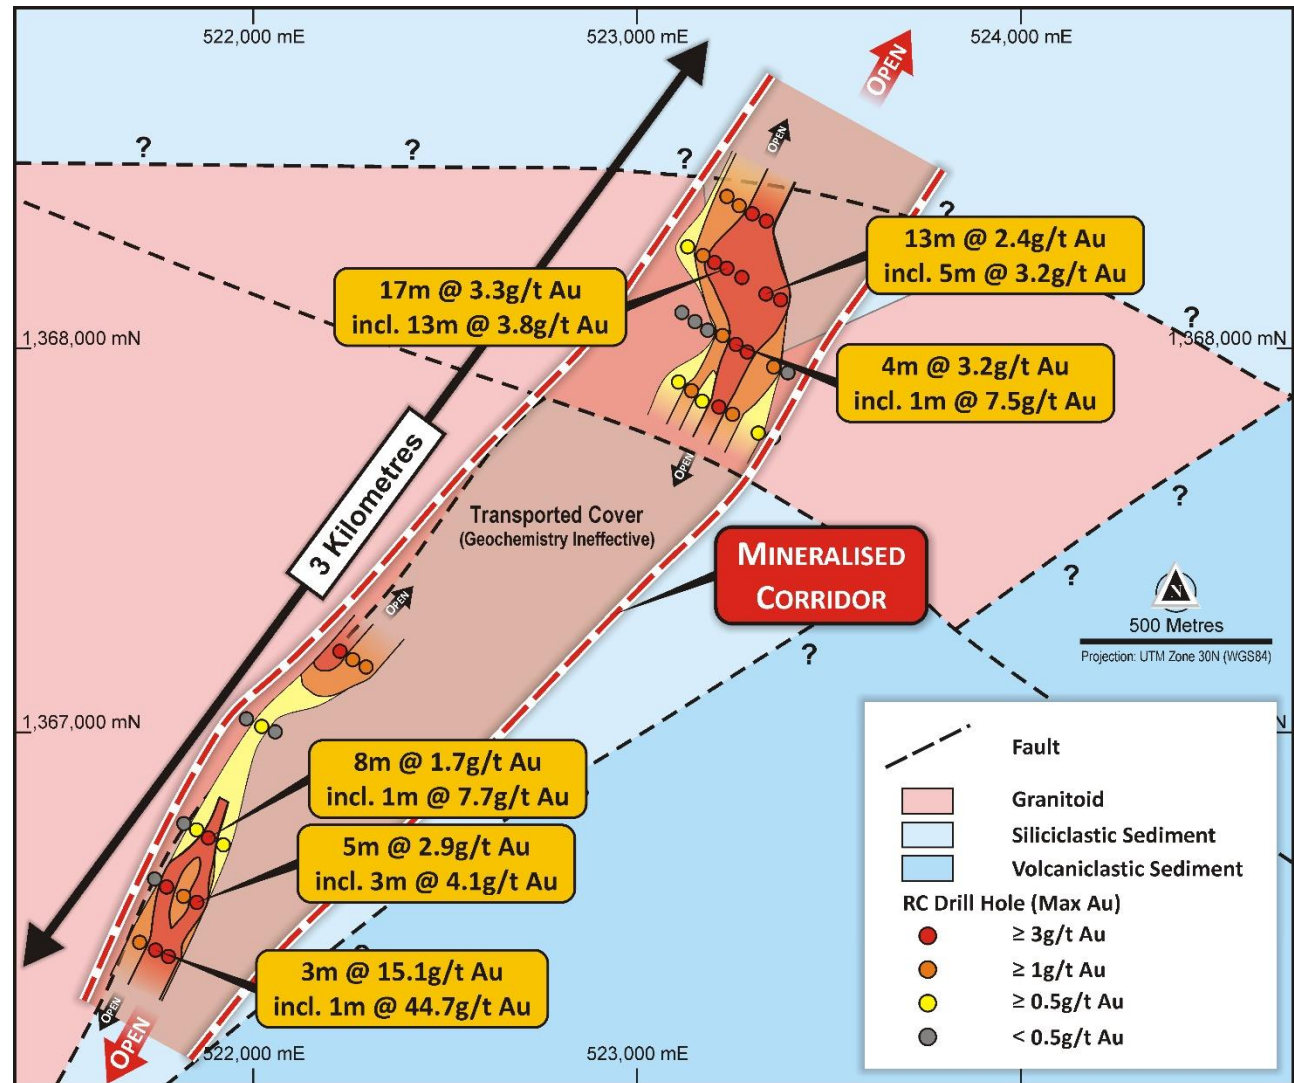 522,000 mE
523,000 mE
524,000 mE
OPEN
OPEN
?
?
?
?
13m @ 2.4g/t Au
incl. 5m @ 3.2g/t Au
17m @ 3.3g/t Au
incl. 13m @ 3.8g/t Au
?
1,368,000 mN
1,368,000 mN
4m @ 3.2g/t Au
incl. 1m @ 7.5g/t Au
OPEN
3 Kilometres
?
Transported Cover
(Geochemistry Ineffective)
MINERALISED
CORRIDOR
?
N
500 Metres
Projection: UTM Zone 30N (WGS84)
OPEN
?
1,367,000 mN
N
8m @ 1.7g/t Au
incl. 1m @ 7.7g/t Au
5m @ 2.9g/t Au
incl. 3m @ 4.1g/t Au
3m @ 15.1g/t Au
incl. 1m @ 44.7g/t Au
OPEN
OPEN
522,000 mE
523,000 mE
Fault
Granitoid
Siliciclastic Sediment
Volcaniclastic Sediment
RC Drill Hole (Max Au)
≥ 3g/t Au
≥ 1g/t Au
≥ 0.5g/t Au
< 0.5g/t Au